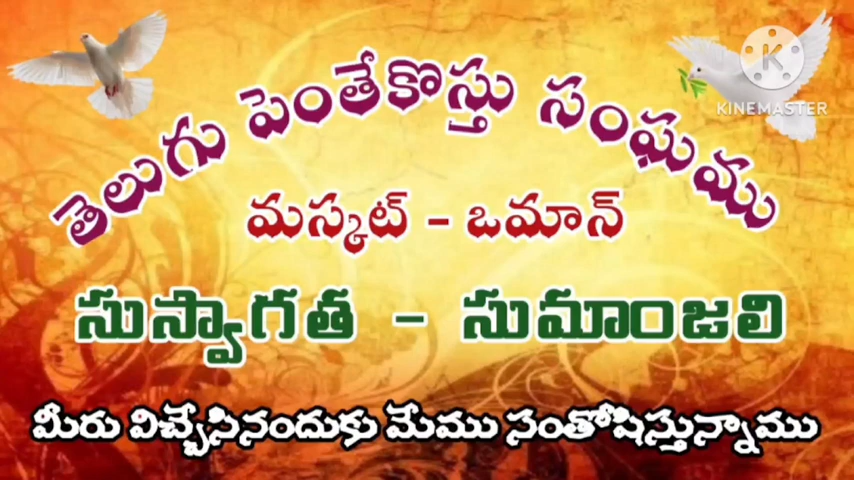 తెలుగు పెంతేకొస్తు సంఘము
KINEMASTER
మస్కట్ - ఒమాన్
సుస్వాగత - సుమాంజలి
మీరు విచ్చేసినందుకు మేము సంతోషిస్తున్నాము